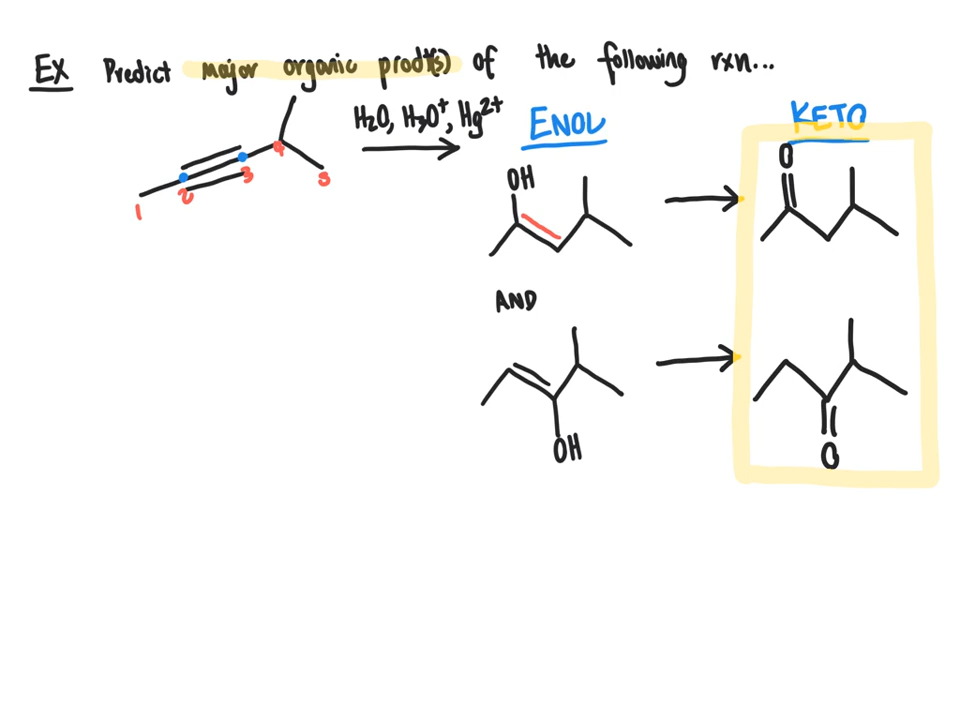 Ex Predict major organic prodt(s) of the following rxn...
H2O, H3O+, Hg2+
ENOL
KETO
1 2 3 4 5
OH
O
AND
OH
O